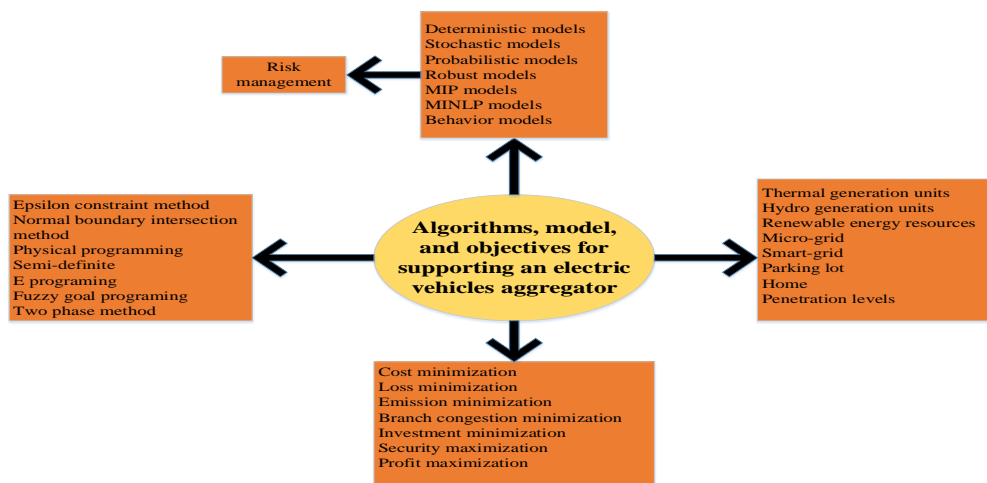 Deterministic models
Stochastic models
Probabilistic models
Robust models
MIP models
MINLP models
Behavior models
Risk
management
Epsilon constraint method
Normal boundary intersection
method
Physical programming
Semi-definite
E programing
Fuzzy goal programing
Two phase method
Algorithms, model,
and objectives for
supporting an electric
vehicles aggregator
Thermal generation units
Hydro generation units
Renewable energy resources
Micro-grid
Smart-grid
Parking lot
Home
Penetration levels
Cost minimization
Loss minimization
Emission minimization
Branch congestion minimization
Investment minimization
Security maximization
Profit maximization